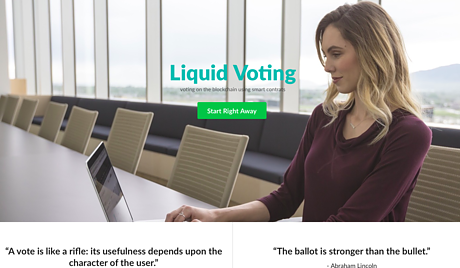 Liquid Voting
voting on the blockchain using smart contrats
Start Right Away
“A vote is like a rifle: its usefulness depends upon the
character of the user.”
“The ballot is stronger than the bullet.”
- Abraham Lincoln